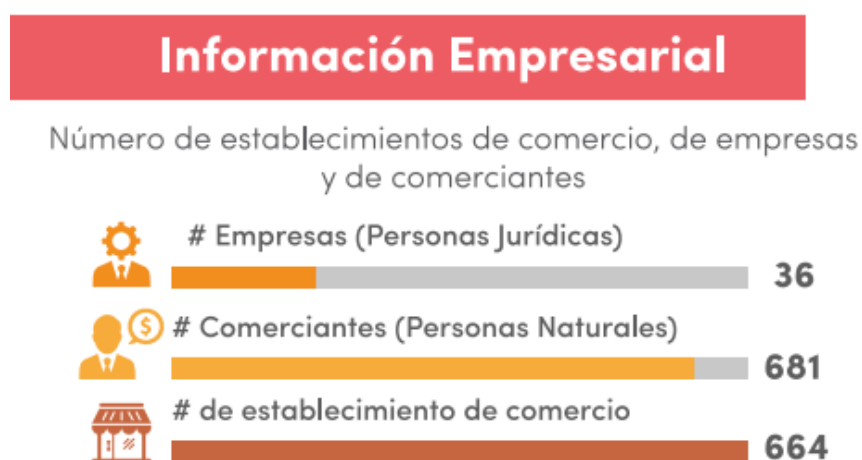 Información Empresarial
Número de establecimientos de comercio, de empresas
y de comerciantes
# Empresas (Personas Jurídicas)
36
$
# Comerciantes (Personas Naturales)
681
# de establecimiento de comercio
664